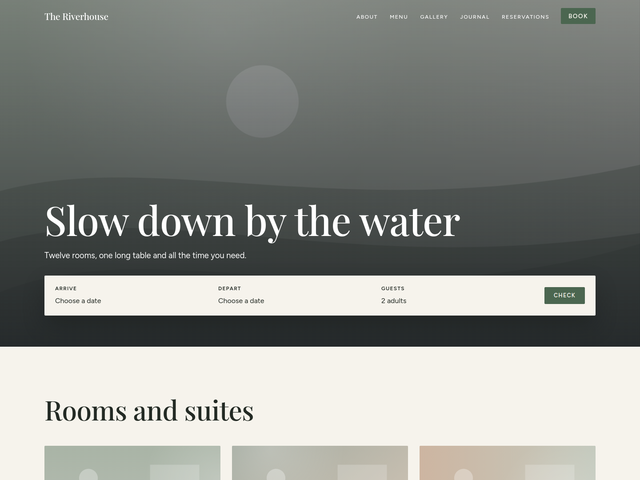 The Riverhouse
ABOUT MENU GALLERY JOURNAL RESERVATIONS BOOK
Slow down by the water
Twelve rooms, one long table and all the time you need.
ARRIVE DEPART GUESTS
Choose a date Choose a date 2 adults
CHECK
Rooms and suites